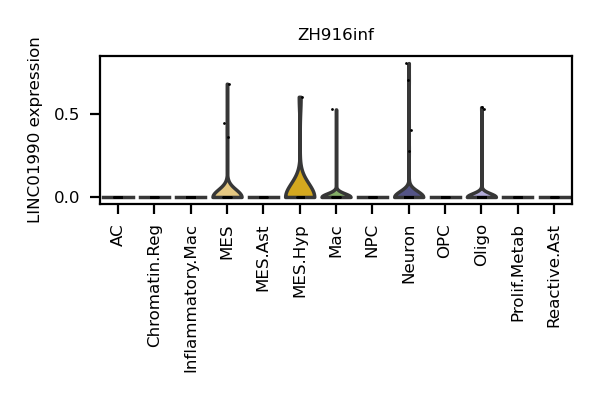 ZH916inf
LINC01990 expression
0.5
0.0
AC
Chromatin.Reg
Inflammatory.Mac
MES
MES.Ast
MES.Hyp
Mac
NPC
Neuron
OPC
Oligo
Prolif.Metab
Reactive.Ast